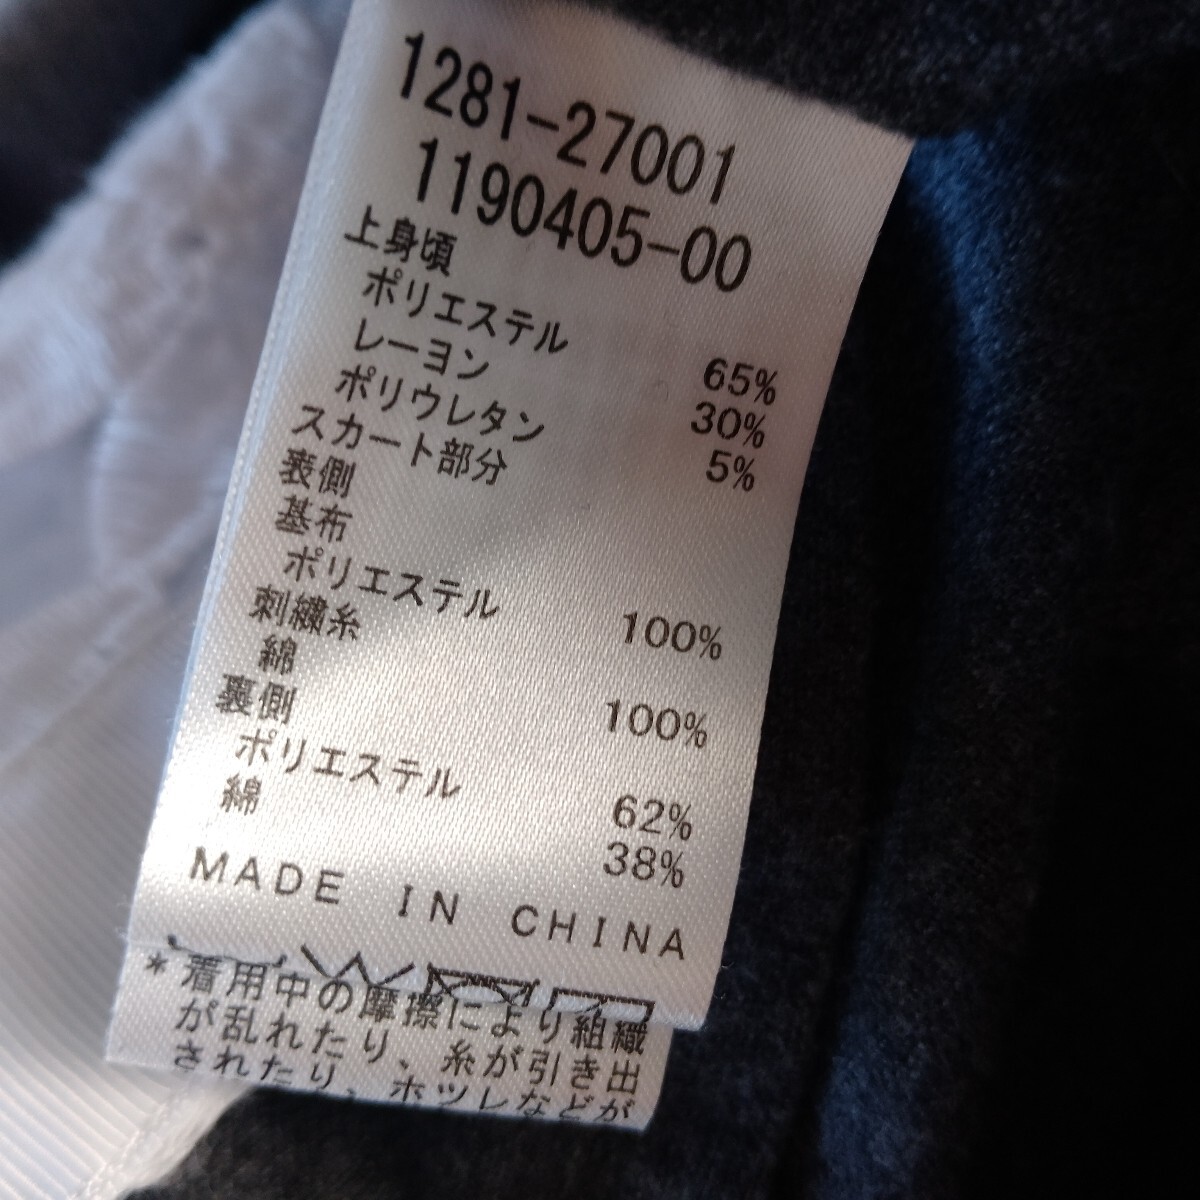 1281-27001
1190405-00
上身頃
ポリエステル 65%
レーヨン 30%
ポリウレタン 5%
スカート部分
表側
基布
ポリエステル 100%
刺繍糸
綿 100%
裏側
ポリエステル 62%
綿 38%
MADE IN CHINA
*着用中の摩擦により組織
が乱れたり、糸が引き出
されたり、ホツレなどが